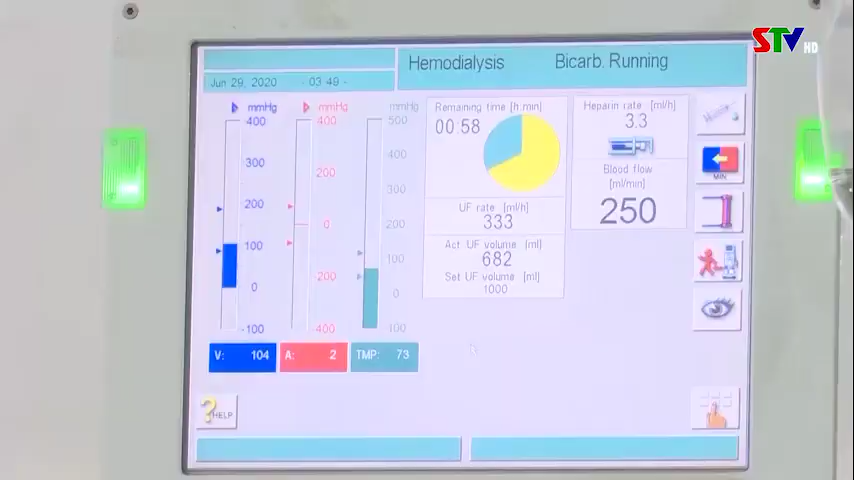 STV HD
Hemodialysis Bicarb. Running
Jun 29, 2020 - 03:49 -
mmHg mmHg mmHg
400 400 500
300 200 400
200 0 300
100 -200 200
0 -400 100
-100 0
100
V: 104 A: 2 TMP: 73
Remaining time [h:min]
00:58
UF rate [ml/h]
333
Act UF volume [ml]
682
Set UF volume [ml]
1000
Heparin rate [ml/h]
3.3
Blood flow
[ml/min]
250
MIN
? HELP